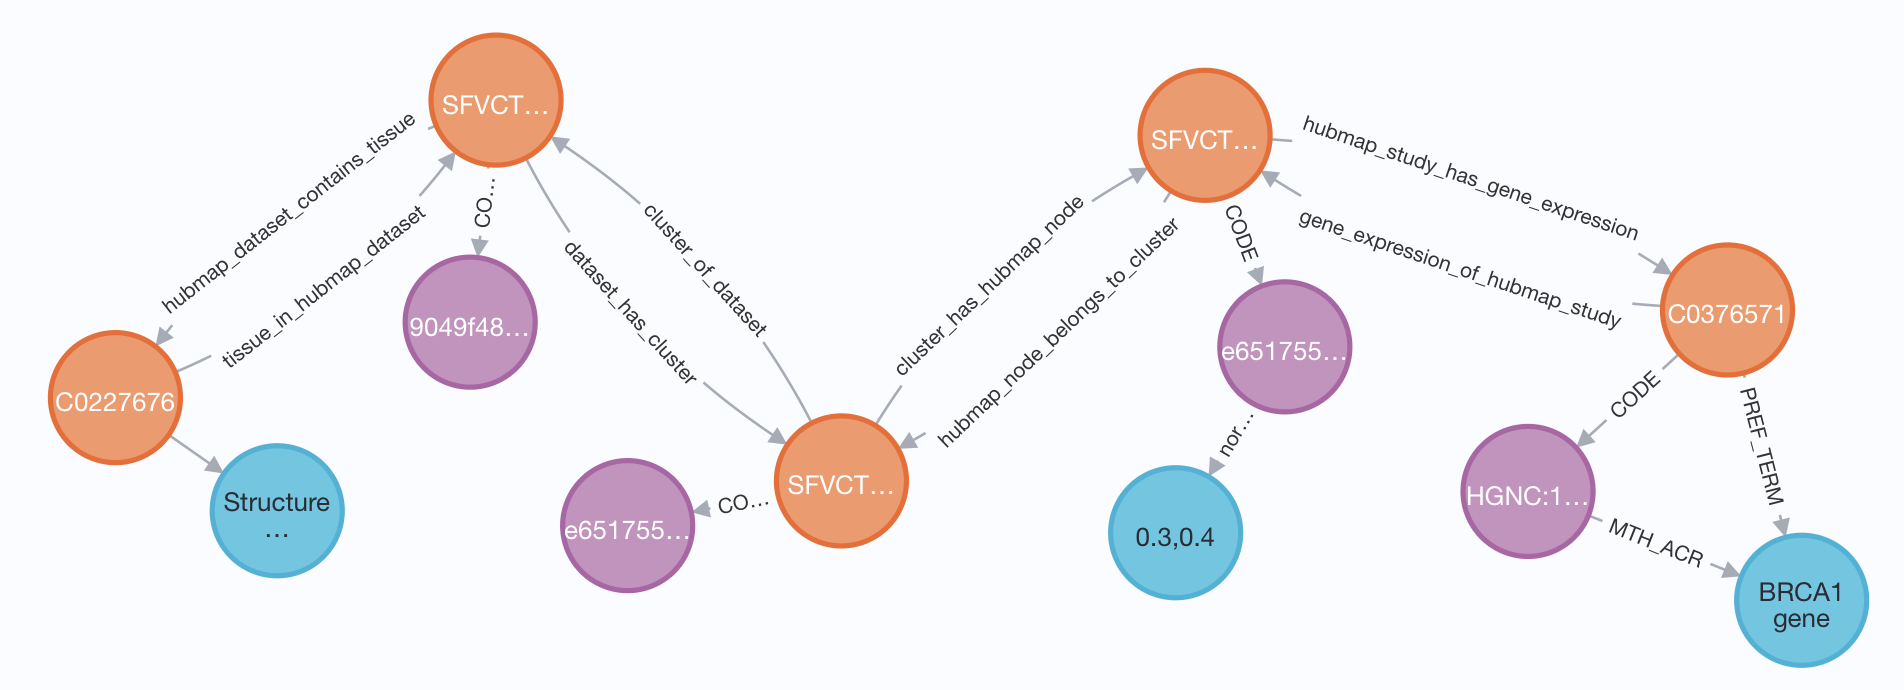 SFVCT…
hubmap_dataset_contains_tissue
tissue_in_hubmap_dataset
CO…
9049f48…
C0227676
Structure
…
dataset_has_cluster
cluster_of_dataset
SFVCT…
CO…
e651755…
cluster_has_hubmap_node
hubmap_node_belongs_to_cluster
SFVCT…
CODE
e651755…
nor…
0.3,0.4
hubmap_study_has_gene_expression
gene_expression_of_hubmap_study
C0376571
CODE
PREF_TERM
HGNC:1…
MTH_ACR
BRCA1
gene